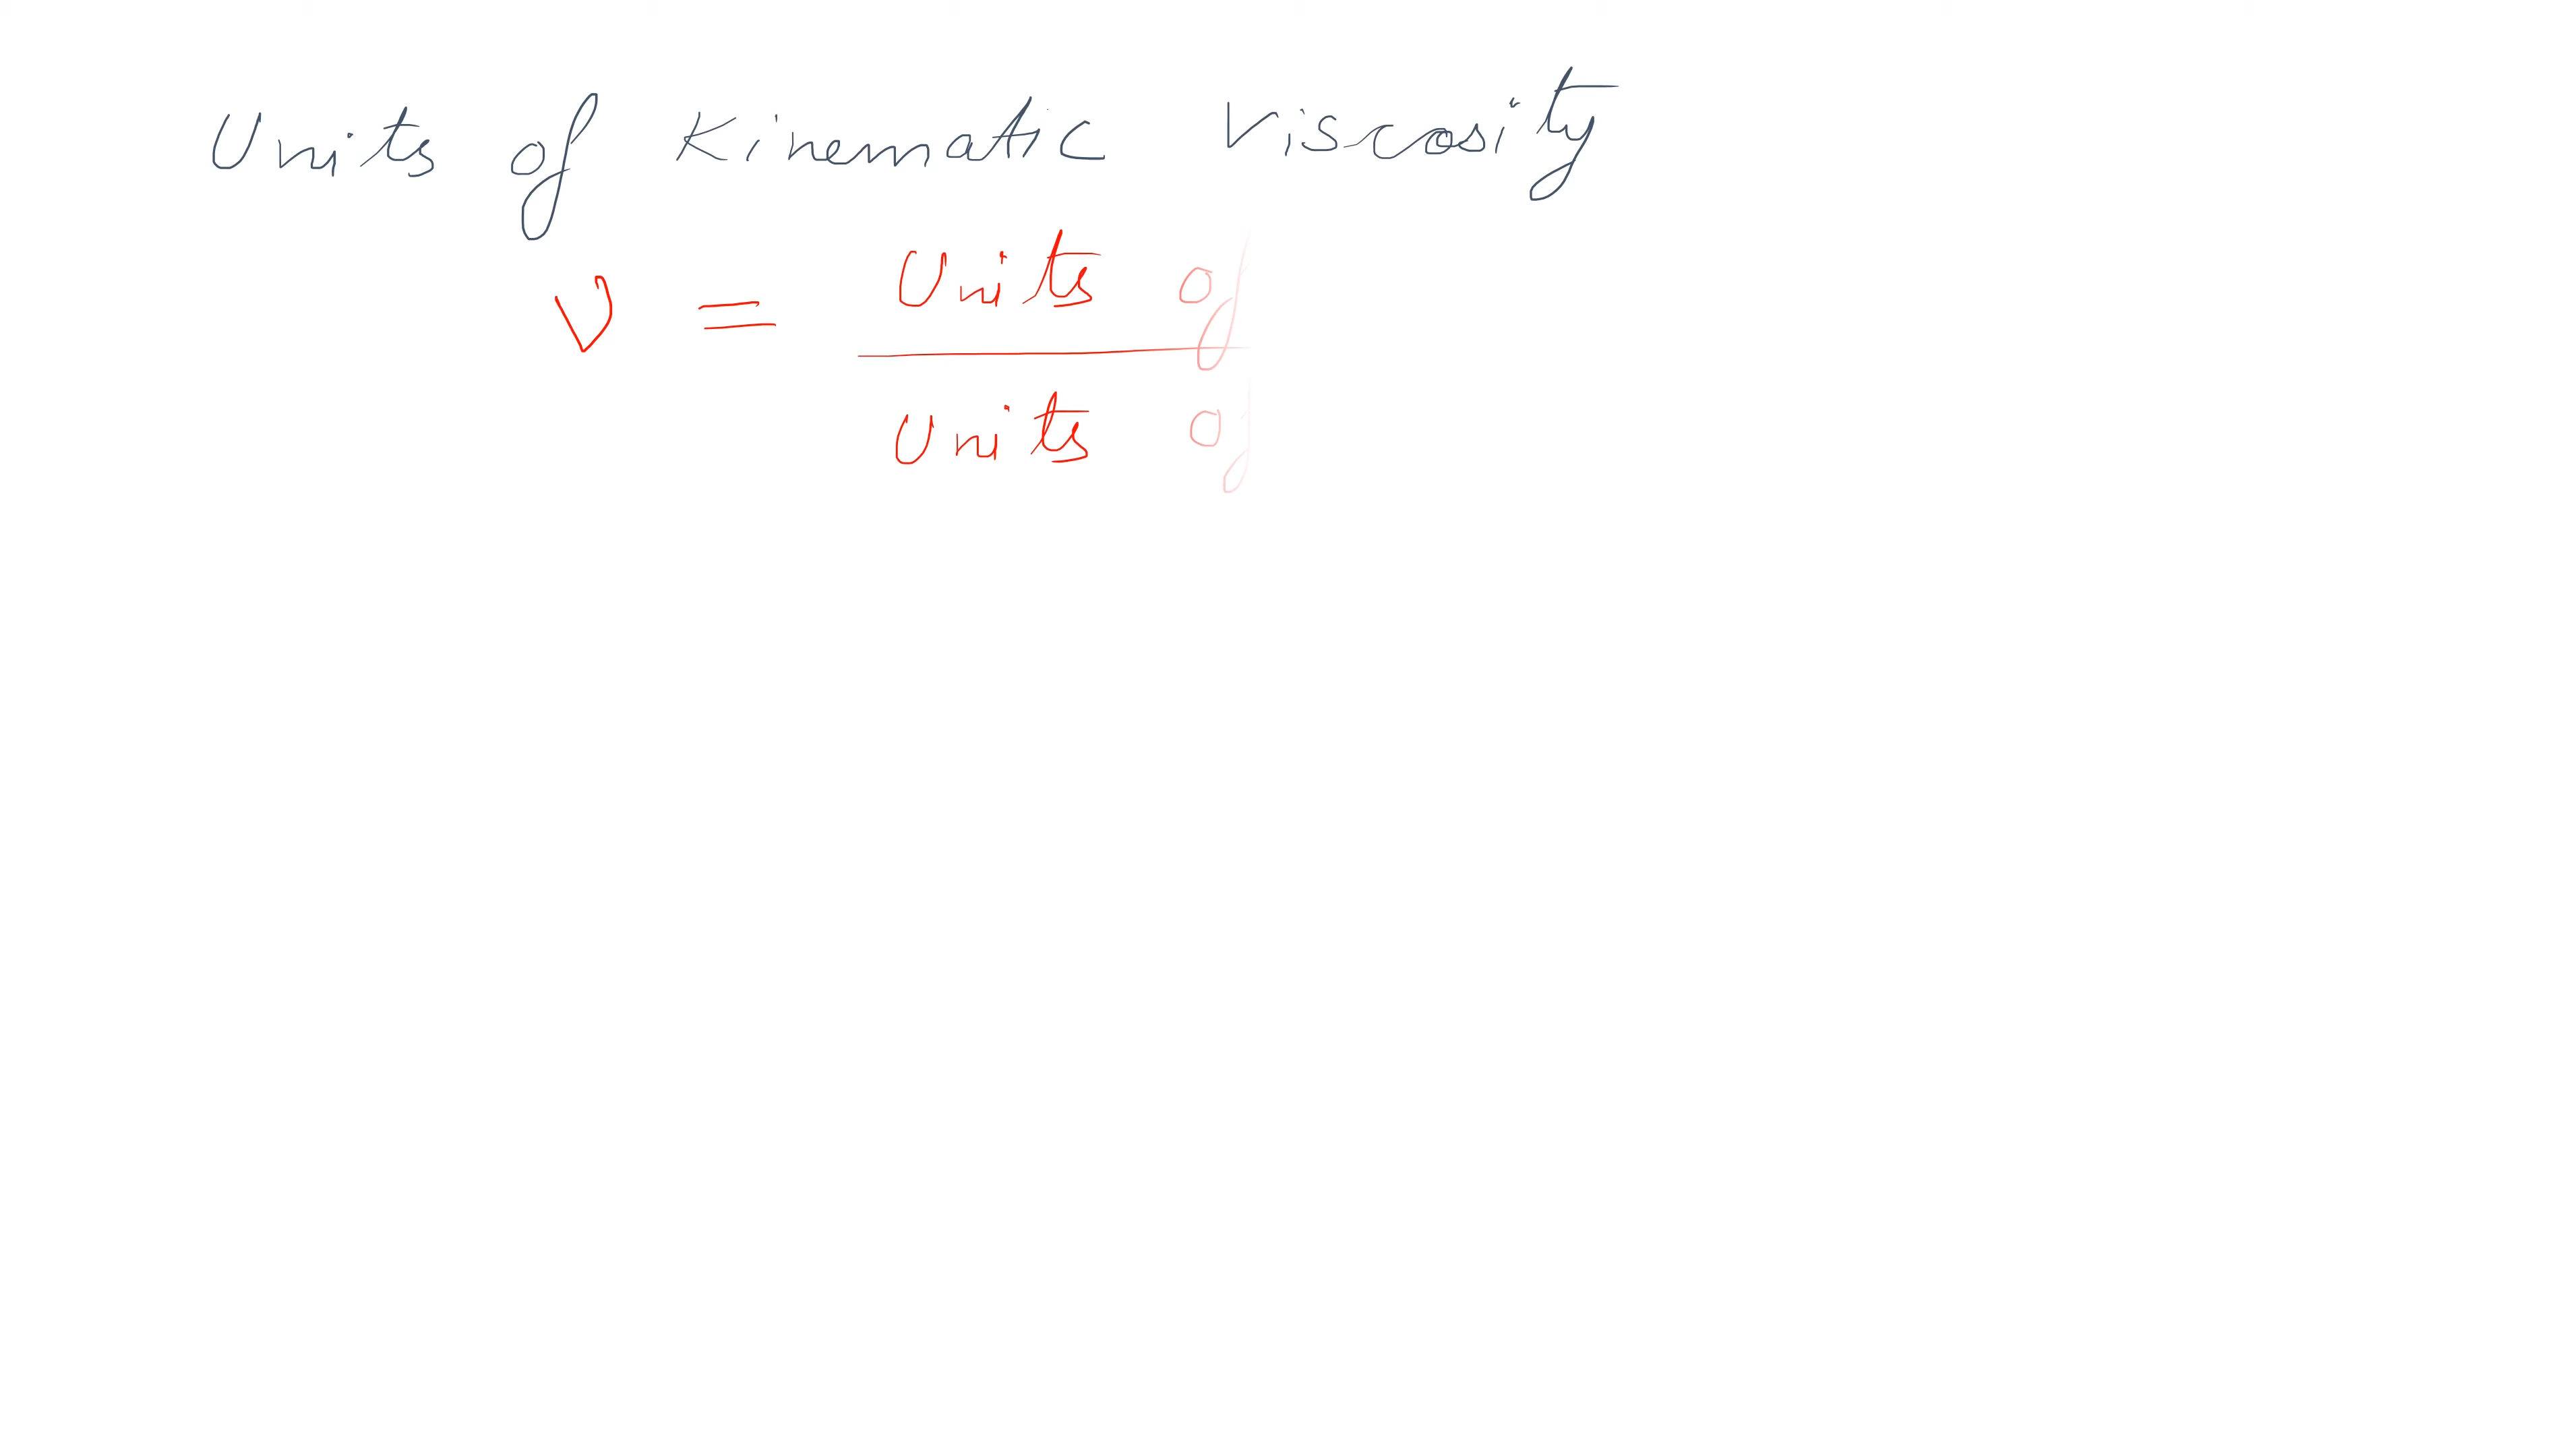 Units of Kinematic Viscosity
ν = Units of
Units of